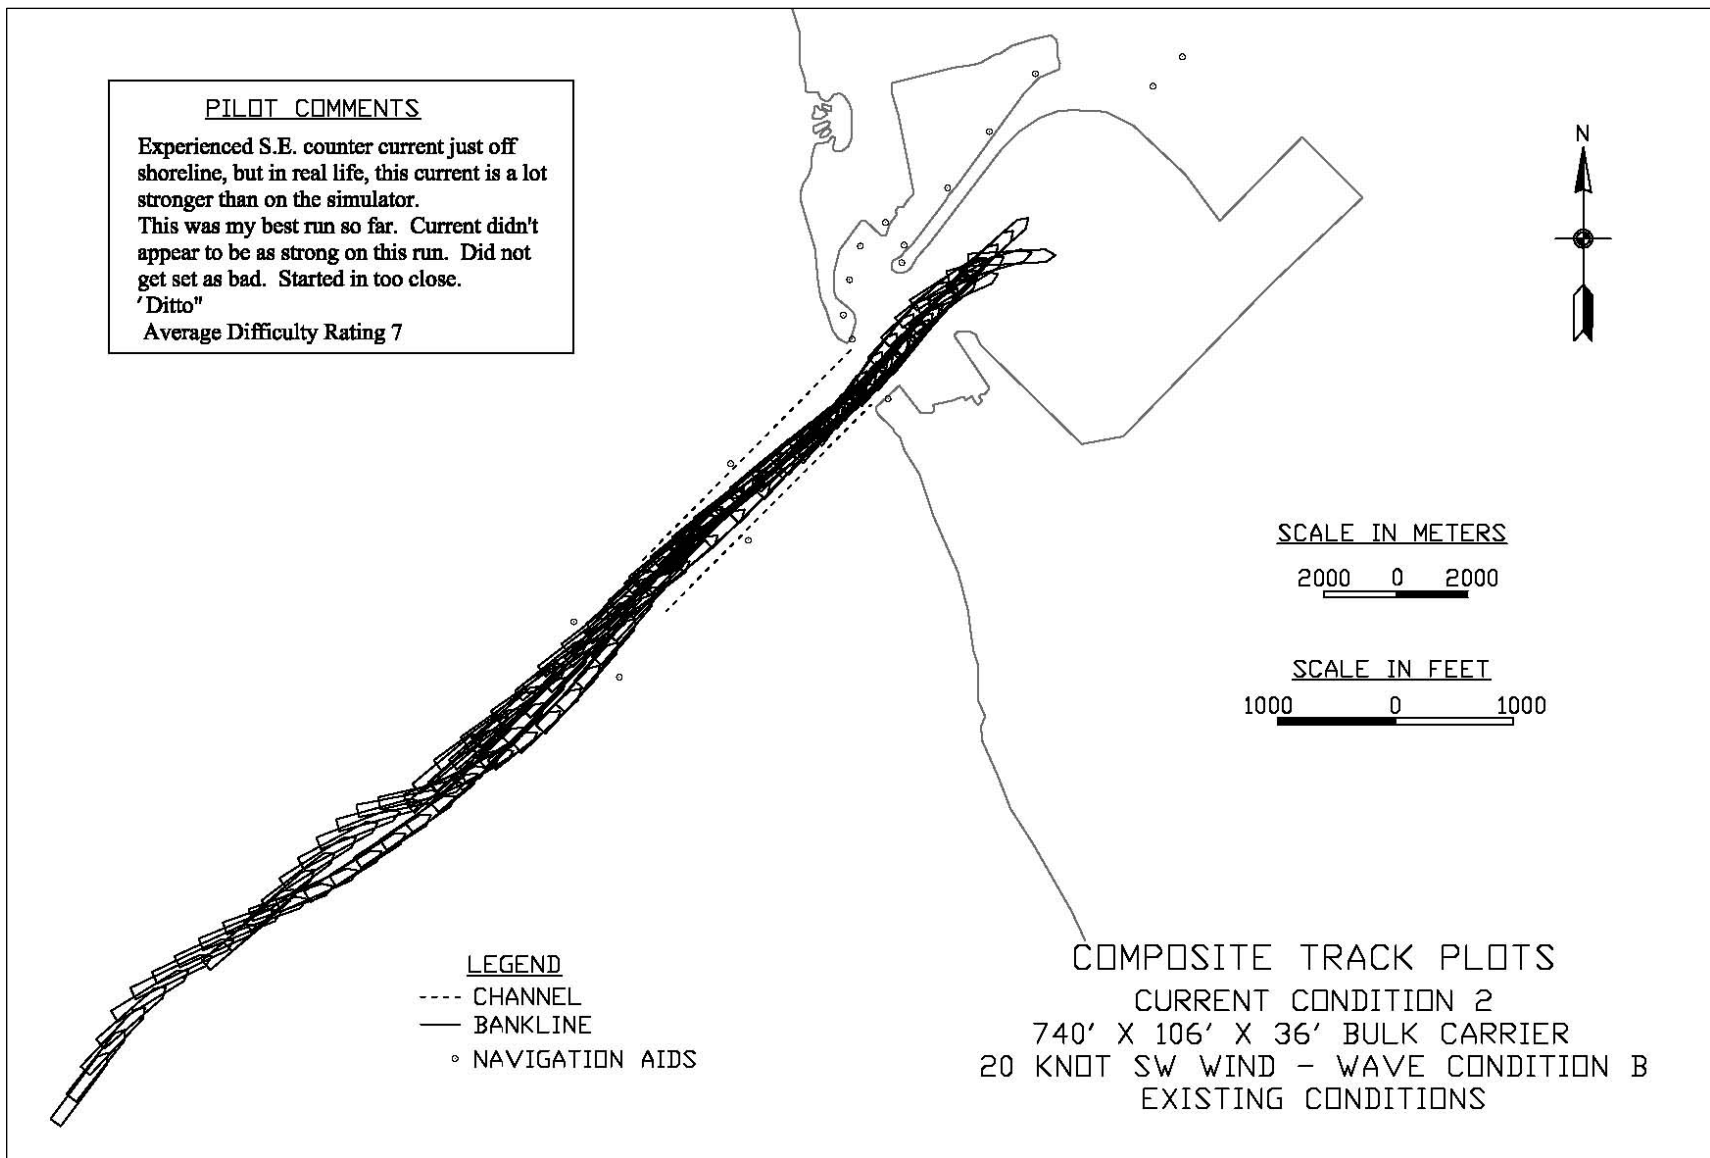 PILOT COMMENTS
Experienced S.E. counter current just off
shoreline, but in real life, this current is a lot
stronger than on the simulator.
This was my best run so far. Current didn't
appear to be as strong on this run. Did not
get set as bad. Started in too close.
'Ditto"
Average Difficulty Rating 7
N
SCALE IN METERS
2000 0 2000
SCALE IN FEET
1000 0 1000
LEGEND
---- CHANNEL
— BANKLINE
∘ NAVIGATION AIDS
COMPOSITE TRACK PLOTS
CURRENT CONDITION 2
740' X 106' X 36' BULK CARRIER
20 KNOT SW WIND - WAVE CONDITION B
EXISTING CONDITIONS